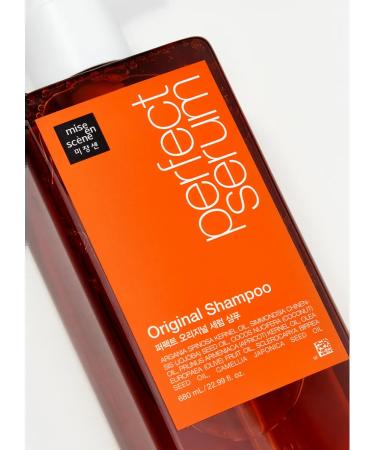 mise
en
scène
미쟝센
perfect
serum
Original Shampoo
퍼펙트 오리지널 세럼 샴푸
ARGANIA SPINOSA KERNEL OIL, SIMMONDSIA CHINEN-
SIS (JOJOBA) SEED OIL, COCOS NUCIFERA (COCONUT)
OIL, PRUNUS ARMENIACA (APRICOT) KERNEL OIL, OLEA
EUROPAEA (OLIVE) FRUIT OIL, SCLEROCARYA BIRREA
SEED OIL, CAMELLIA JAPONICA SEED OIL
680 mL / 22.99 fl. oz.